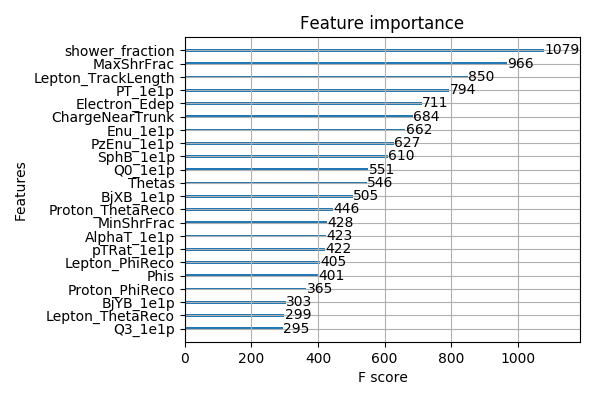 Feature importance
shower_fraction 1079
MaxShrFrac 966
Lepton_TrackLength 850
PT_1e1p 794
Electron_Edep 711
ChargeNearTrunk 684
Enu_1e1p 662
PzEnu_1e1p 627
SphB_1e1p 610
Q0_1e1p 551
Thetas 546
BjXB_1e1p 505
Proton_ThetaReco 446
MinShrFrac 428
AlphaT_1e1p 423
pTRat_1e1p 422
Lepton_PhiReco 405
Phis 401
Proton_PhiReco 365
BjYB_1e1p 303
Lepton_ThetaReco 299
Q3_1e1p 295
Features
0 200 400 600 800 1000
F score